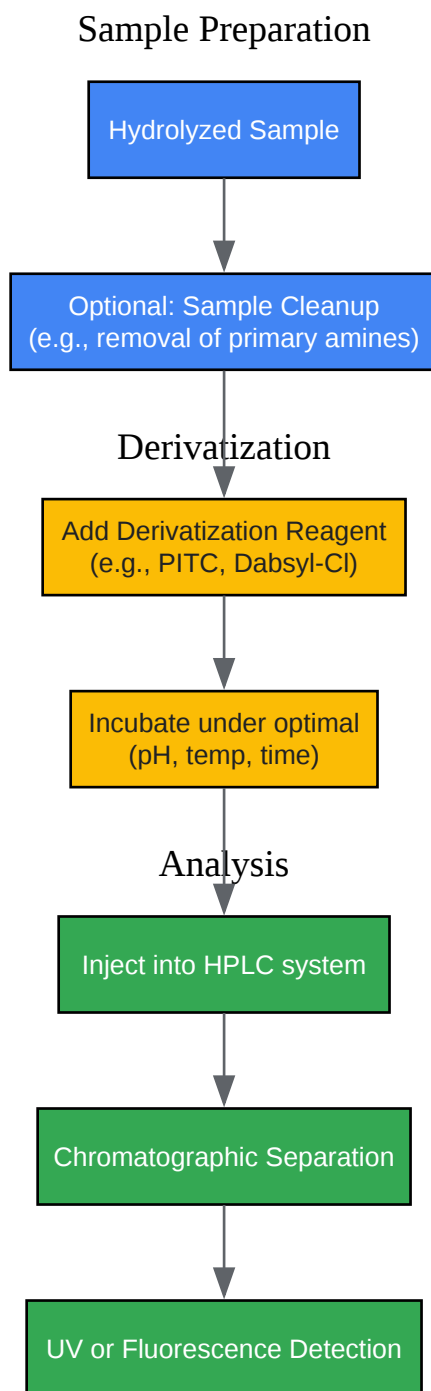 Sample Preparation
Hydrolyzed Sample
Optional: Sample Cleanup
(e.g., removal of primary amines)
Derivatization
Add Derivatization Reagent
(e.g., PITC, Dabsyl-Cl)
Incubate under optimal
(pH, temp, time)
Analysis
Inject into HPLC system
Chromatographic Separation
UV or Fluorescence Detection